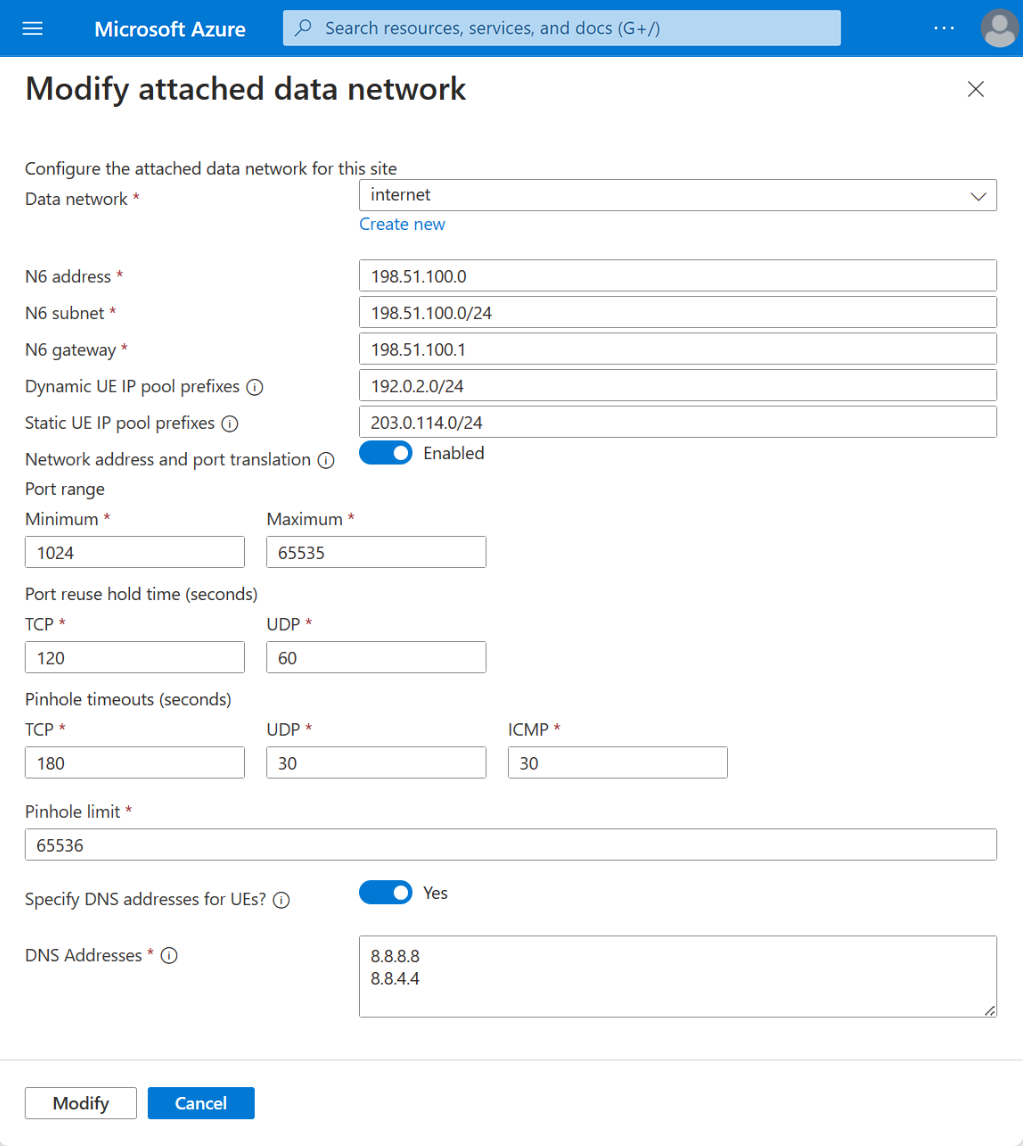 Microsoft Azure
Search resources, services, and docs (G+/)
Modify attached data network
Configure the attached data network for this site
Data network *
internet
Create new
N6 address *
198.51.100.0
N6 subnet *
198.51.100.0/24
N6 gateway *
198.51.100.1
Dynamic UE IP pool prefixes
192.0.2.0/24
Static UE IP pool prefixes
203.0.114.0/24
Network address and port translation
Enabled
Port range
Minimum * Maximum *
1024 65535
Port reuse hold time (seconds)
TCP * UDP *
120 60
Pinhole timeouts (seconds)
TCP * UDP * ICMP *
180 30 30
Pinhole limit *
65536
Specify DNS addresses for UEs?
Yes
DNS Addresses *
8.8.8.8
8.8.4.4
Modify Cancel